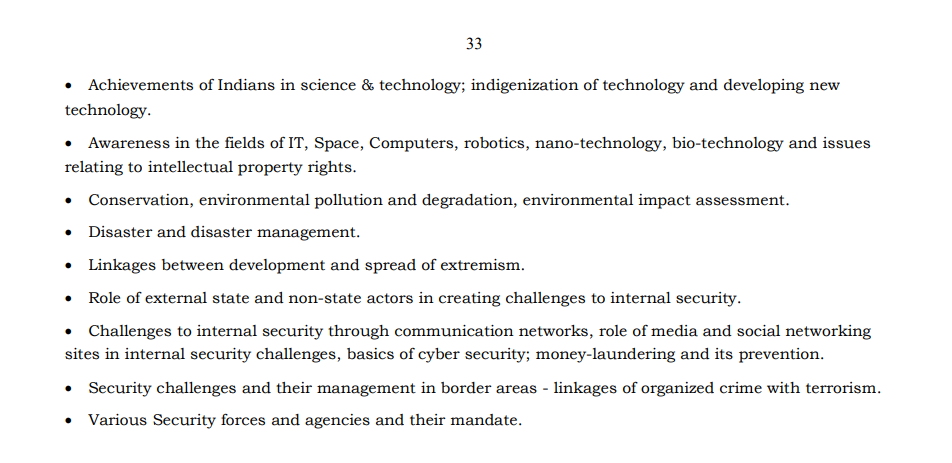 33
• Achievements of Indians in science & technology; indigenization of technology and developing new
technology.
• Awareness in the fields of IT, Space, Computers, robotics, nano-technology, bio-technology and issues
relating to intellectual property rights.
• Conservation, environmental pollution and degradation, environmental impact assessment.
• Disaster and disaster management.
• Linkages between development and spread of extremism.
• Role of external state and non-state actors in creating challenges to internal security.
• Challenges to internal security through communication networks, role of media and social networking
sites in internal security challenges, basics of cyber security; money-laundering and its prevention.
• Security challenges and their management in border areas - linkages of organized crime with terrorism.
• Various Security forces and agencies and their mandate.